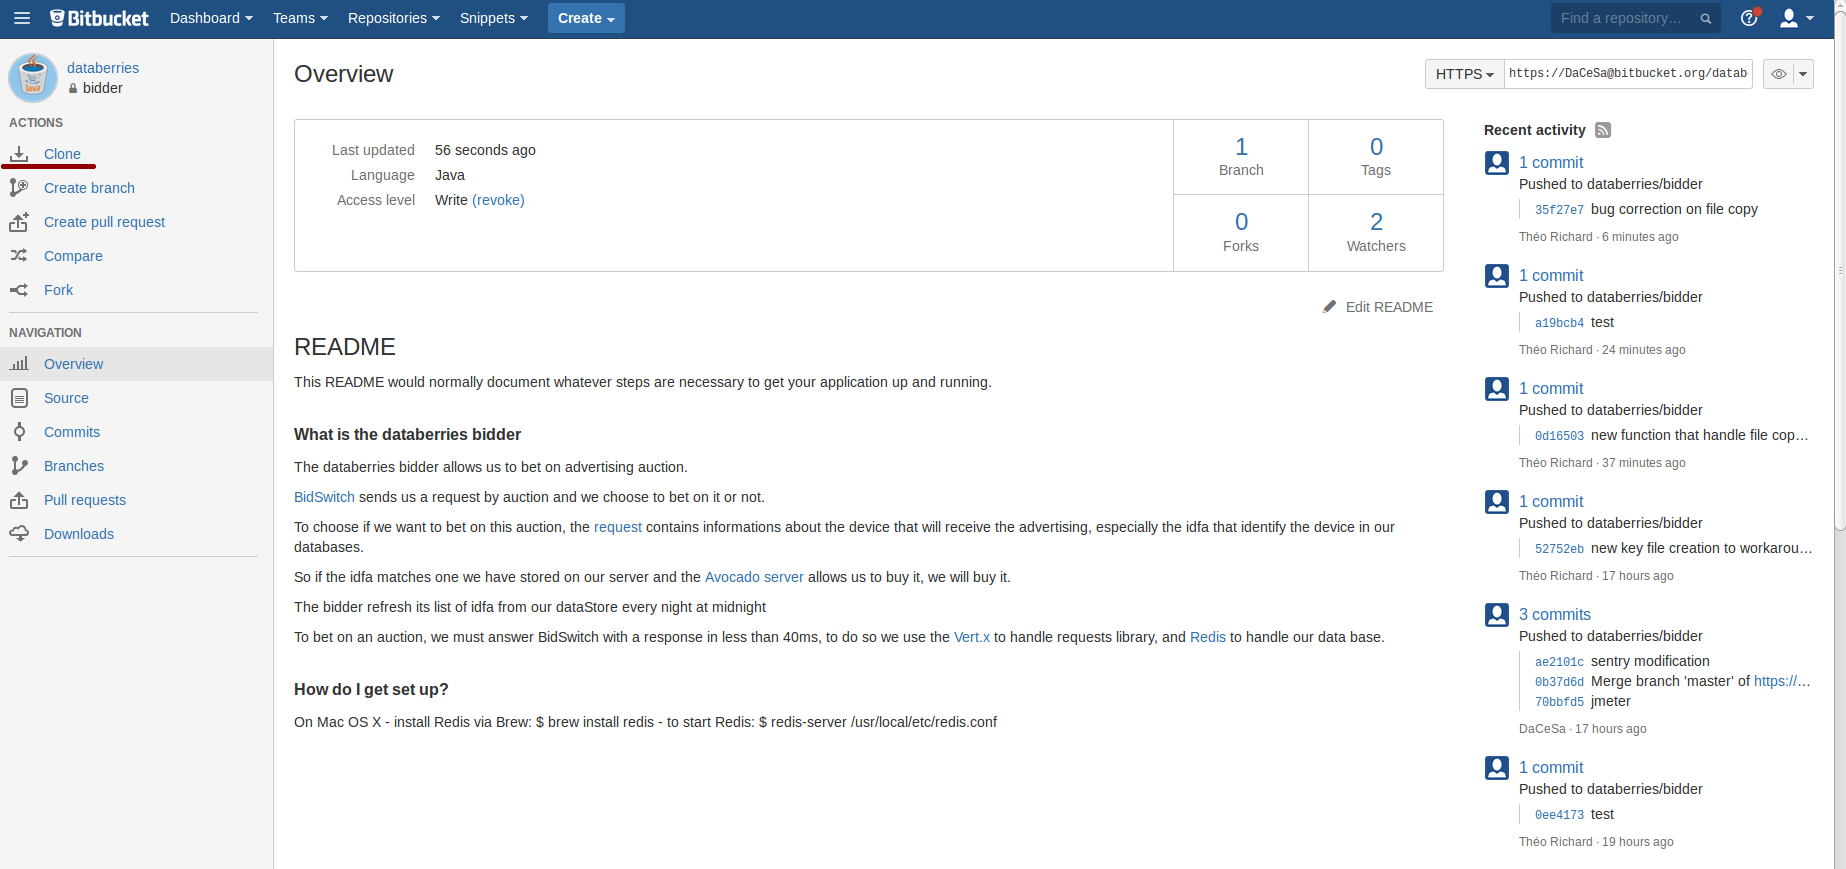 Bitbucket Dashboard Teams Repositories Snippets Create Find a repository…
databerries
bidder
ACTIONS
Clone
Create branch
Create pull request
Compare
Fork
NAVIGATION
Overview
Source
Commits
Branches
Pull requests
Downloads
Overview
HTTPS https://DaCeSa@bitbucket.org/datab
Last updated 56 seconds ago
Language Java
Access level Write (revoke)
1 Branch
0 Tags
0 Forks
2 Watchers
Edit README
README
This README would normally document whatever steps are necessary to get your application up and running.
What is the databerries bidder
The databerries bidder allows us to bet on advertising auction.
BidSwitch sends us a request by auction and we choose to bet on it or not.
To choose if we want to bet on this auction, the request contains informations about the device that will receive the advertising, especially the idfa that identify the device in our
databases.
So if the idfa matches one we have stored on our server and the Avocado server allows us to buy it, we will buy it.
The bidder refresh its list of idfa from our dataStore every night at midnight
To bet on an auction, we must answer BidSwitch with a response in less than 40ms, to do so we use the Vert.x to handle requests library, and Redis to handle our data base.
How do I get set up?
On Mac OS X - install Redis via Brew: $ brew install redis - to start Redis: $ redis-server /usr/local/etc/redis.conf
Recent activity
1 commit
Pushed to databerries/bidder
35f27e7 bug correction on file copy
Théo Richard · 6 minutes ago
1 commit
Pushed to databerries/bidder
a19bcb4 test
Théo Richard · 24 minutes ago
1 commit
Pushed to databerries/bidder
0d16503 new function that handle file cop…
Théo Richard · 37 minutes ago
1 commit
Pushed to databerries/bidder
52752eb new key file creation to workarou…
Théo Richard · 17 hours ago
3 commits
Pushed to databerries/bidder
ae2101c sentry modification
0b37d6d Merge branch 'master' of https://…
70bbfd5 jmeter
DaCeSa · 17 hours ago
1 commit
Pushed to databerries/bidder
0ee4173 test
Théo Richard · 19 hours ago